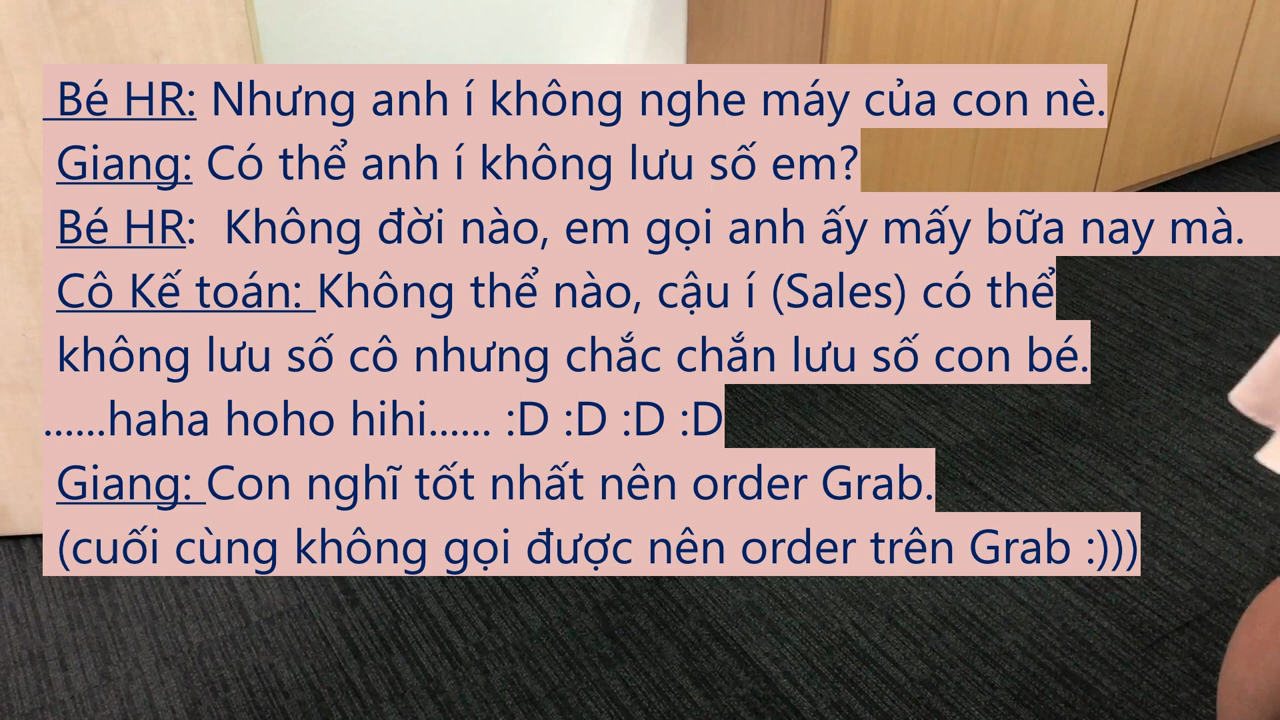 Bé HR: Nhưng anh í không nghe máy của con nè.
Giang: Có thể anh í không lưu số em?
Bé HR:  Không đời nào, em gọi anh ấy mấy bữa nay mà.
Cô Kế toán: Không thể nào, cậu í (Sales) có thể
không lưu số cô nhưng chắc chắn lưu số con bé.
......haha hoho hihi...... :D :D :D :D
Giang: Con nghĩ tốt nhất nên order Grab.
(cuối cùng không gọi được nên order trên Grab :)))